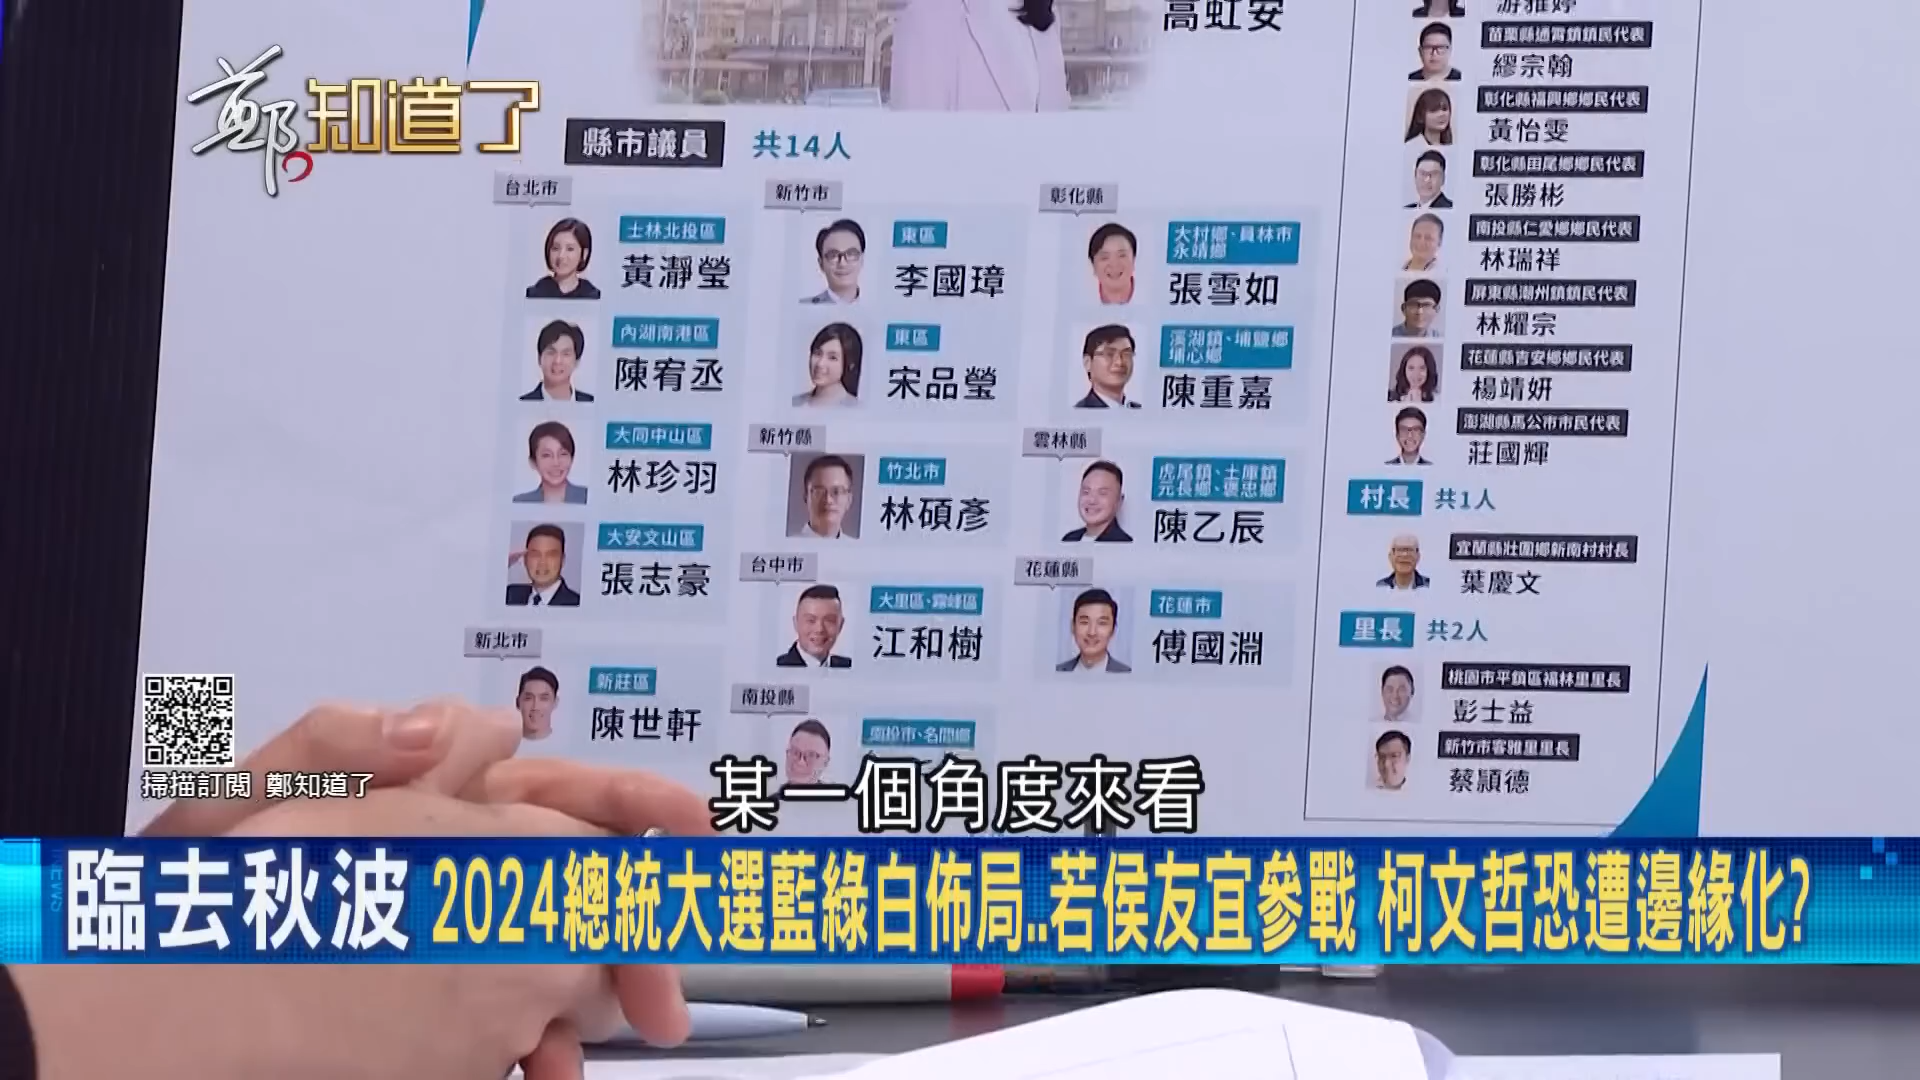 鄭知道了
高虹安
縣市議員 共14人
台北市
士林北投區
黃瀞瑩
內湖南港區
陳宥丞
大同中山區
林珍羽
大安文山區
張志豪
新北市
新莊區
陳世軒
新竹市
東區
李國璋
東區
宋品瑩
新竹縣
竹北市
林碩彥
台中市
大里區、霧峰區
江和樹
南投縣
南投市、名間鄉
彰化縣
大村鄉、員林市
永靖鄉
張雪如
溪湖鎮、埔鹽鄉
埔心鄉
陳重嘉
雲林縣
虎尾鎮、土庫鎮
元長鄉、褒忠鄉
陳乙辰
花蓮縣
花蓮市
傅國淵
游雅婷
苗栗縣通霄鎮鎮民代表
繆宗翰
彰化縣福興鄉鄉民代表
黃怡雯
彰化縣田尾鄉鄉民代表
張勝彬
南投縣仁愛鄉鄉民代表
林瑞祥
屏東縣潮州鎮鎮民代表
林耀宗
花蓮縣吉安鄉鄉民代表
楊靖妍
澎湖縣馬公市市民代表
莊國輝
村長 共1人
宜蘭縣壯圍鄉新南村村長
葉慶文
里長 共2人
桃園市平鎮區福林里里長
彭士益
新竹市客雅里里長
蔡頴德
掃描訂閱 鄭知道了
某一個角度來看
臨去秋波 2024總統大選藍綠白佈局..若侯友宜參戰 柯文哲恐遭邊緣化?